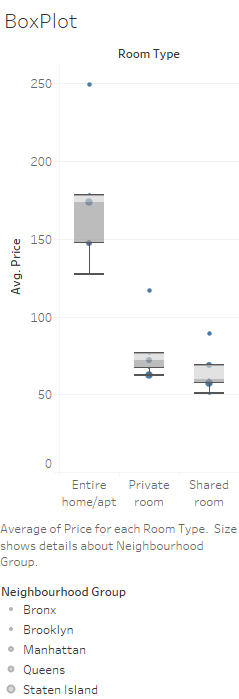 BoxPlot
Room Type
250
200
150
100
50
0
Avg. Price
Entire home/apt
Private room
Shared room
Average of Price for each Room Type. Size
shows details about Neighbourhood
Group.
Neighbourhood Group
Bronx
Brooklyn
Manhattan
Queens
Staten Island